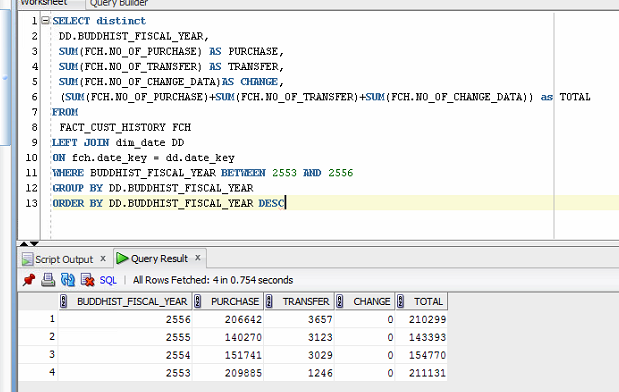 Worksheet Query Builder
1 SELECT distinct
2 DD.BUDDHIST_FISCAL_YEAR,
3 SUM(FCH.NO_OF_PURCHASE) AS PURCHASE,
4 SUM(FCH.NO_OF_TRANSFER) AS TRANSFER,
5 SUM(FCH.NO_OF_CHANGE_DATA)AS CHANGE,
6 (SUM(FCH.NO_OF_PURCHASE)+SUM(FCH.NO_OF_TRANSFER)+SUM(FCH.NO_OF_CHANGE_DATA)) as TOTAL
7 FROM
8 FACT_CUST_HISTORY FCH
9 LEFT JOIN dim_date DD
10 ON fch.date_key = dd.date_key
11 WHERE BUDDHIST_FISCAL_YEAR BETWEEN 2553 AND 2556
12 GROUP BY DD.BUDDHIST_FISCAL_YEAR
13 ORDER BY DD.BUDDHIST_FISCAL_YEAR DESC
Script Output x Query Result x
SQL | All Rows Fetched: 4 in 0.754 seconds
BUDDHIST_FISCAL_YEAR PURCHASE TRANSFER CHANGE TOTAL
1 2556 206642 3657 0 210299
2 2555 140270 3123 0 143393
3 2554 151741 3029 0 154770
4 2553 209885 1246 0 211131